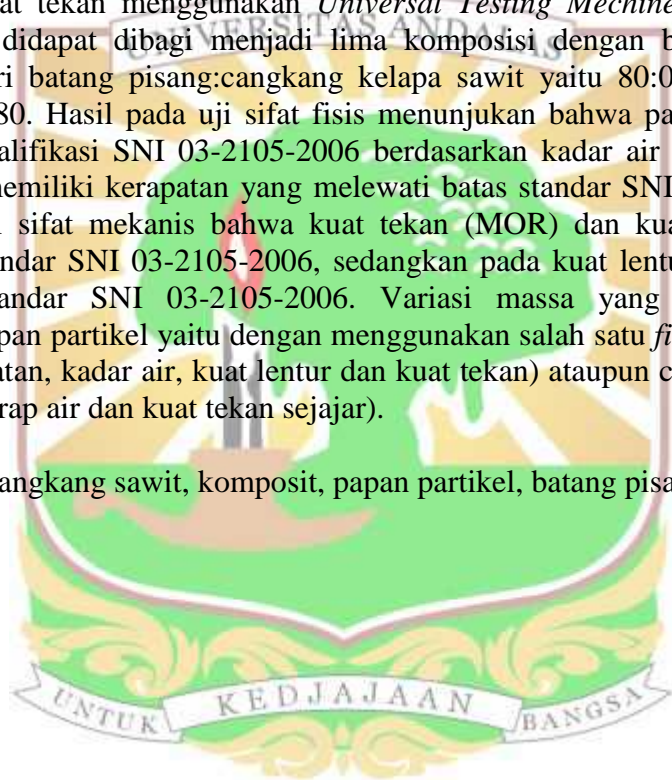 at tekan menggunakan Universal Testing Mechine
UNIVERSITAS ANDALAS
didapat dibagi menjadi lima komposisi dengan b
ri batang pisang:cangkang kelapa sawit yaitu 80:0
80. Hasil pada uji sifat fisis menunjukan bahwa pa
alifikasi SNI 03-2105-2006 berdasarkan kadar air
memiliki kerapatan yang melewati batas standar SNI
sifat mekanis bahwa kuat tekan (MOR) dan kua
ndar SNI 03-2105-2006, sedangkan pada kuat lentu
andar SNI 03-2105-2006. Variasi massa yang
pan partikel yaitu dengan menggunakan salah satu fi
atan, kadar air, kuat lentur dan kuat tekan) ataupun c
rap air dan kuat tekan sejajar).
angkang sawit, komposit, papan partikel, batang pisa
UNTUK KEDJAJAAN BANGSA